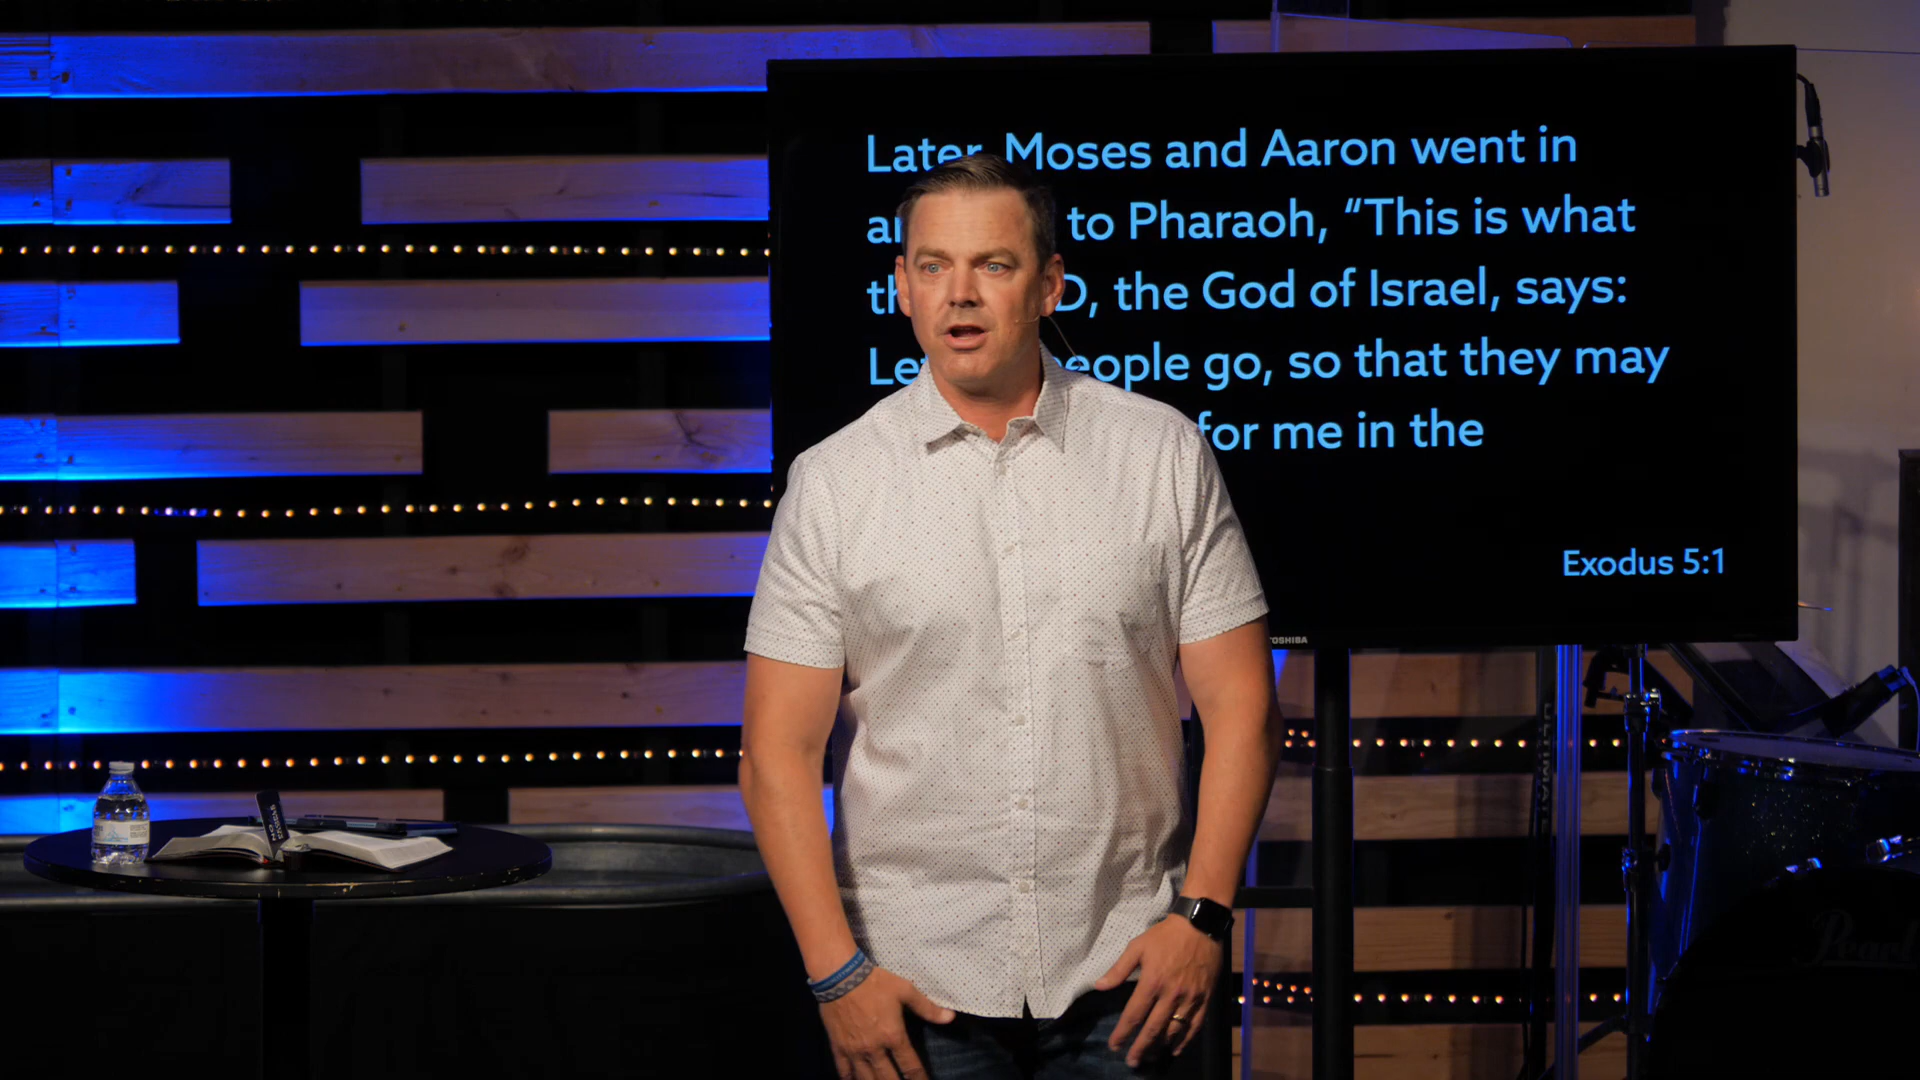 Later, Moses and Aaron went in
to Pharaoh, “This is what
the God of Israel, says:
go, so that they may
for me in the
Exodus 5:1
TOSHIBA
Pearl